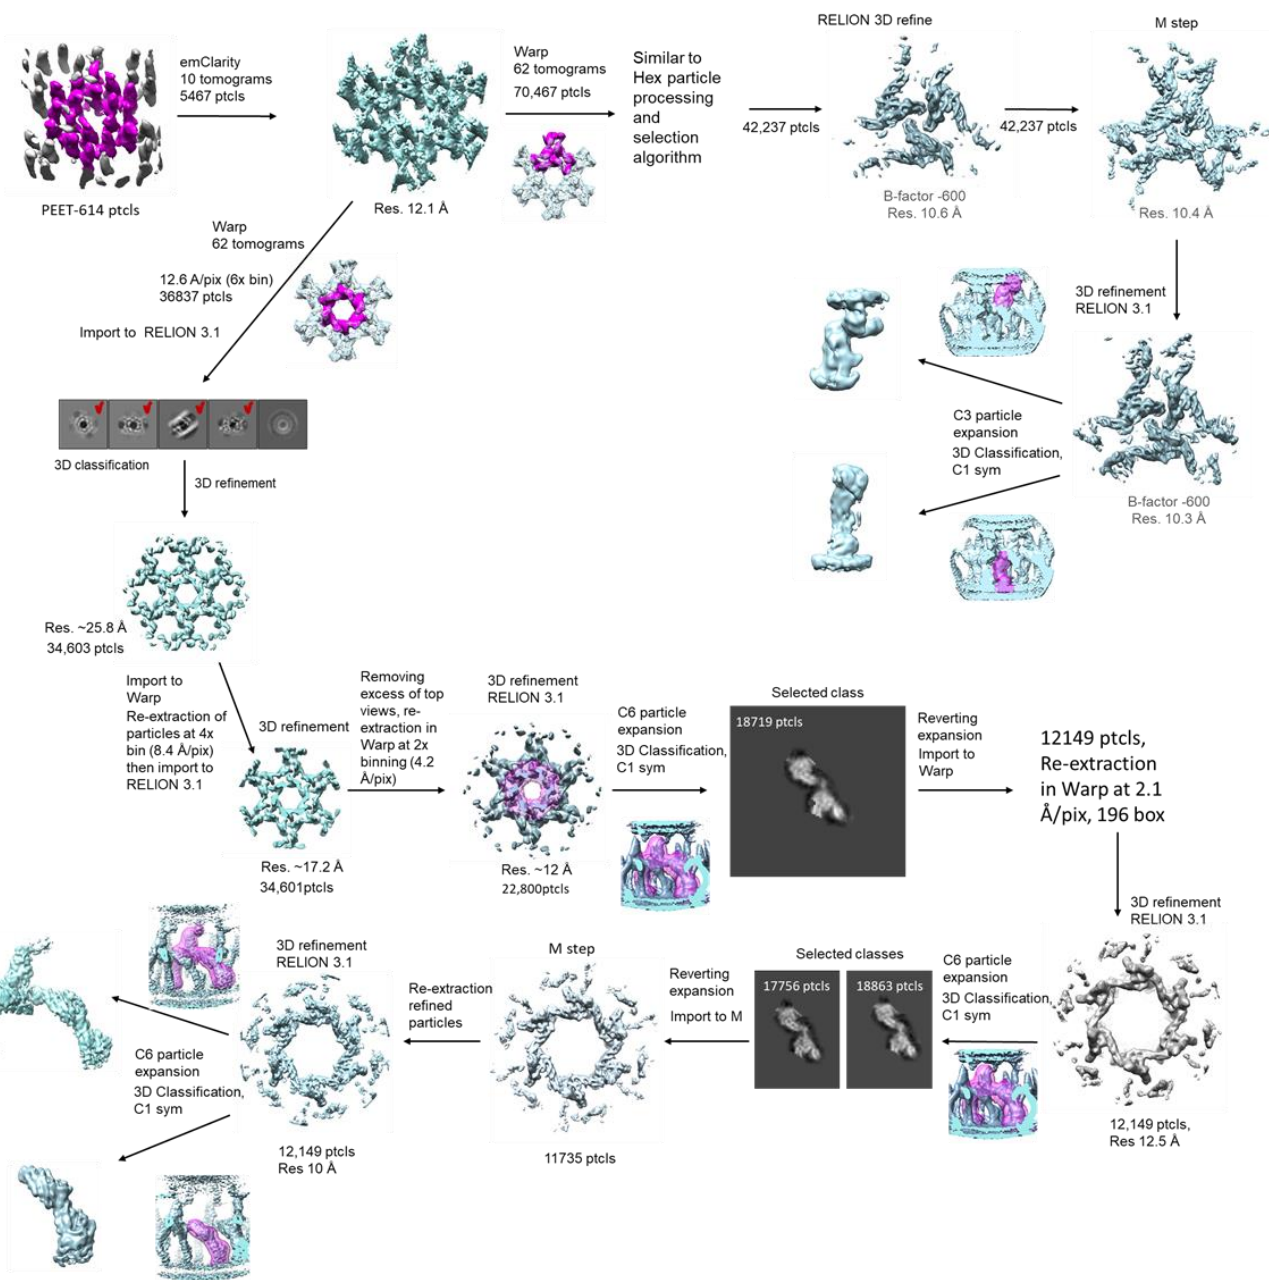 RELION 3D refine
M step
emClarity
10 tomograms
5467 ptcls
Warp
62 tomograms
70,467 ptcls
Similar to
Hex particle
processing
and
selection
algorithm
42,237 ptcls
42,237 ptcls
PEET-614 ptcls
Res. 12.1 Å
B-factor -600
Res. 10.6 Å
Res. 10.4 Å
Warp
62 tomograms
12.6 A/pix (6x bin)
36837 ptcls
Import to RELION 3.1
3D refinement
RELION 3.1
C3 particle
expansion
3D Classification,
C1 sym
B-factor -600
Res. 10.3 Å
3D classification
3D refinement
Res. ~25.8 Å
34,603 ptcls
Import to
Warp
Re-extraction of
particles at 4x
bin (8.4 Å/pix)
then import to
RELION 3.1
3D refinement
Res. ~17.2 Å
34,601ptcls
Removing
excess of top
views, re-
extraction in
Warp at 2x
binning (4.2
Å/pix)
3D refinement
RELION 3.1
Res. ~12 Å
22,800ptcls
C6 particle
expansion
3D Classification,
C1 sym
Selected class
18719 ptcls
Reverting
expansion
Import to
Warp
12149 ptcls,
Re-extraction
in Warp at 2.1
Å/pix, 196 box
3D refinement
RELION 3.1
12,149 ptcls,
Res 12.5 Å
C6 particle
expansion
3D Classification,
C1 sym
Selected classes
17756 ptcls
18863 ptcls
Reverting
expansion
Import to M
M step
11735 ptcls
Re-extraction
refined
particles
3D refinement
RELION 3.1
12,149 ptcls
Res 10 Å
C6 particle
expansion
3D Classification,
C1 sym